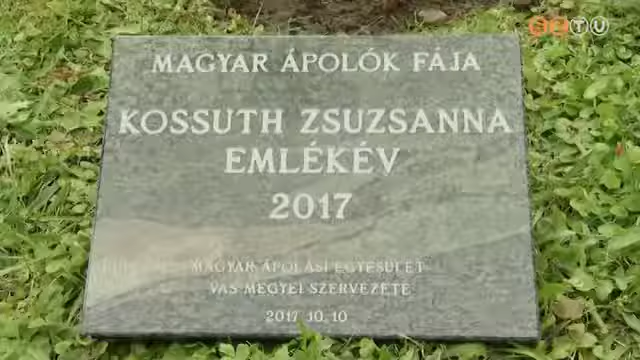 MAGYAR ÁPOLÓK FÁJA
KOSSUTH ZSUZSANNA
EMLÉKÉV
2017
MAGYAR ÁPOLÁSI EGYESÜLET
VAS MEGYEI SZERVEZETE
2017. 10. 10.